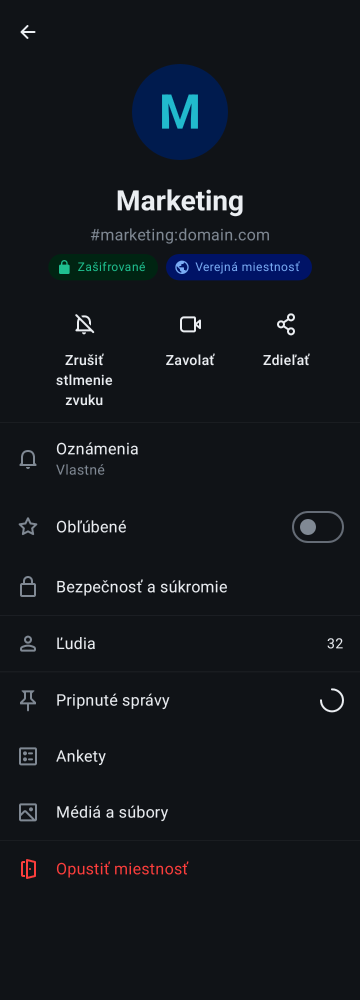 M
Marketing
#marketing:domain.com
Zašifrované
Verejná miestnosť
Zrušiť
stlmenie
zvuku
Zavolať
Zdieľať
Oznámenia
Vlastné
Obľúbené
Bezpečnosť a súkromie
Ľudia
32
Pripnuté správy
Ankety
Médiá a súbory
Opustiť miestnosť